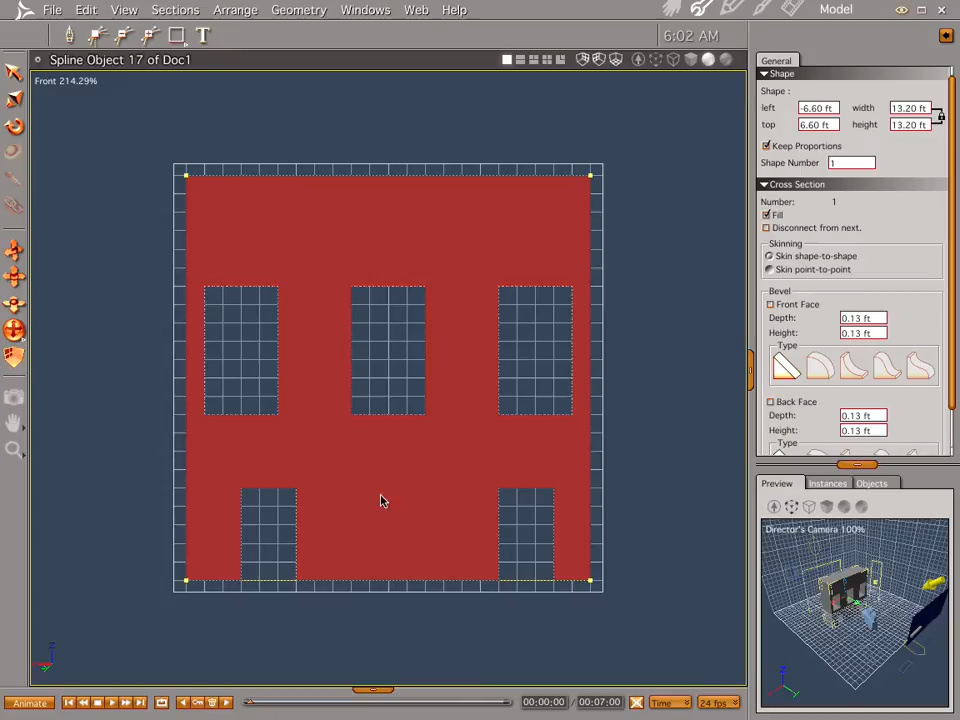 File Edit View Sections Arrange Geometry Windows Web Help Model
T 6:02 AM
Spline Object 17 of Doc1
Front 214.29%
General
Shape
Shape :
left -6.60 ft width 13.20 ft
top 6.60 ft height 13.20 ft
Keep Proportions
Shape Number 1
Cross Section
Number: 1
Fill
Disconnect from next.
Skinning
Skin shape-to-shape
Skin point-to-point
Bevel
Front Face
Depth: 0.13 ft
Height: 0.13 ft
Type
Back Face
Depth: 0.13 ft
Height: 0.13 ft
Type
Preview Instances Objects
Director's Camera 100%
Z
Z
Animate 00:00:00 / 00:07:00 Time 24 fps